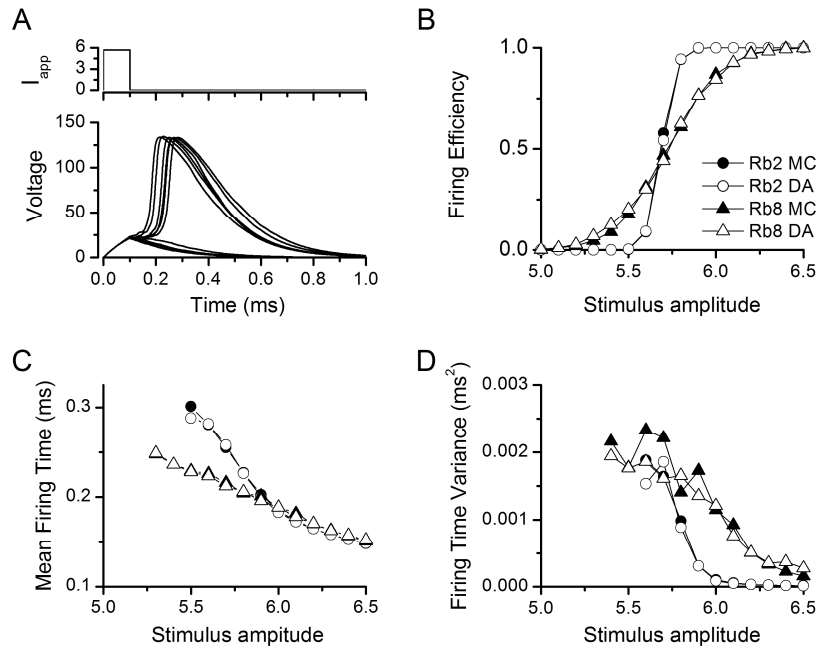 A
I_app
6
3
0
Voltage
150
100
50
0
0.0 0.2 0.4 0.6 0.8 1.0
Time (ms)
B
Firing Efficiency
1.0
0.5
0.0
Rb2 MC
Rb2 DA
Rb8 MC
Rb8 DA
5.0 5.5 6.0 6.5
Stimulus amplitude
C
Mean Firing Time (ms)
0.3
0.2
0.1
5.0 5.5 6.0 6.5
Stimulus ampitude
D
Firing Time Variance (ms²)
0.003
0.002
0.001
0.000
5.0 5.5 6.0 6.5
Stimulus amplitude